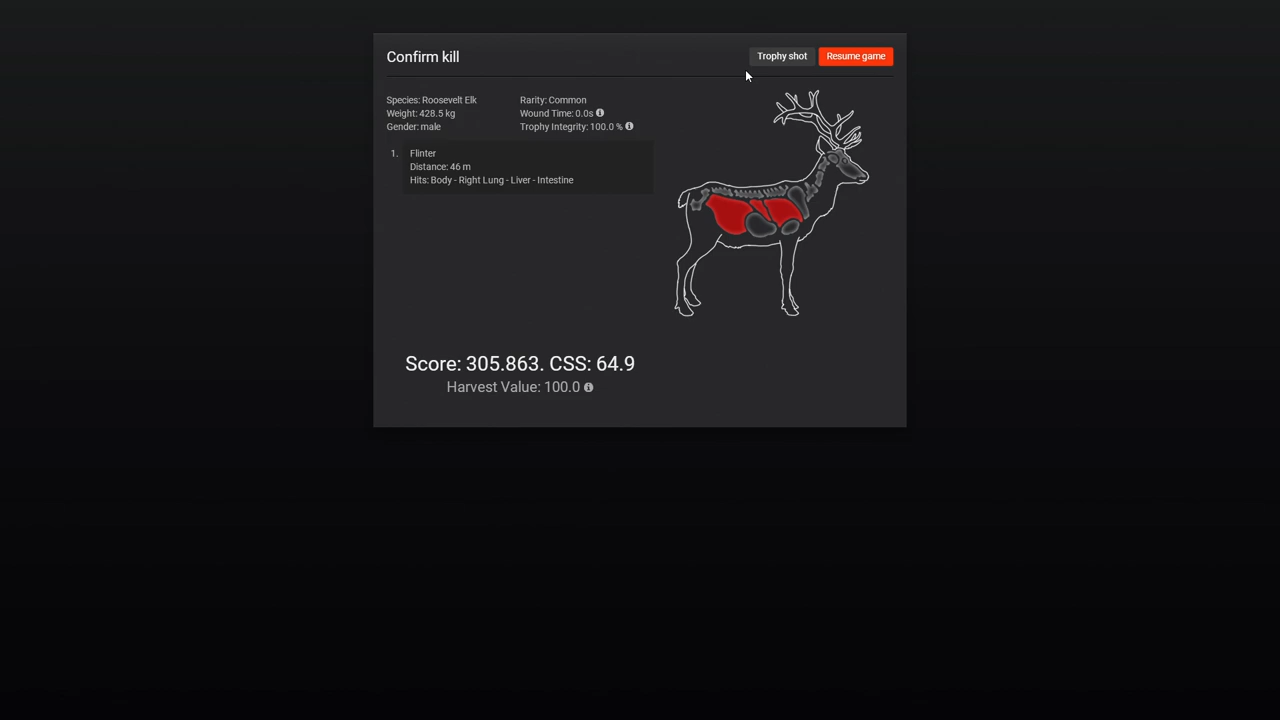 Confirm kill
Trophy shot
Resume game
Species: Roosevelt Elk
Weight: 428.5 kg
Gender: male
Rarity: Common
Wound Time: 0.0s
Trophy Integrity: 100.0 %
1. Flinter
Distance: 46 m
Hits: Body - Right Lung - Liver - Intestine
Score: 305.863. CSS: 64.9
Harvest Value: 100.0